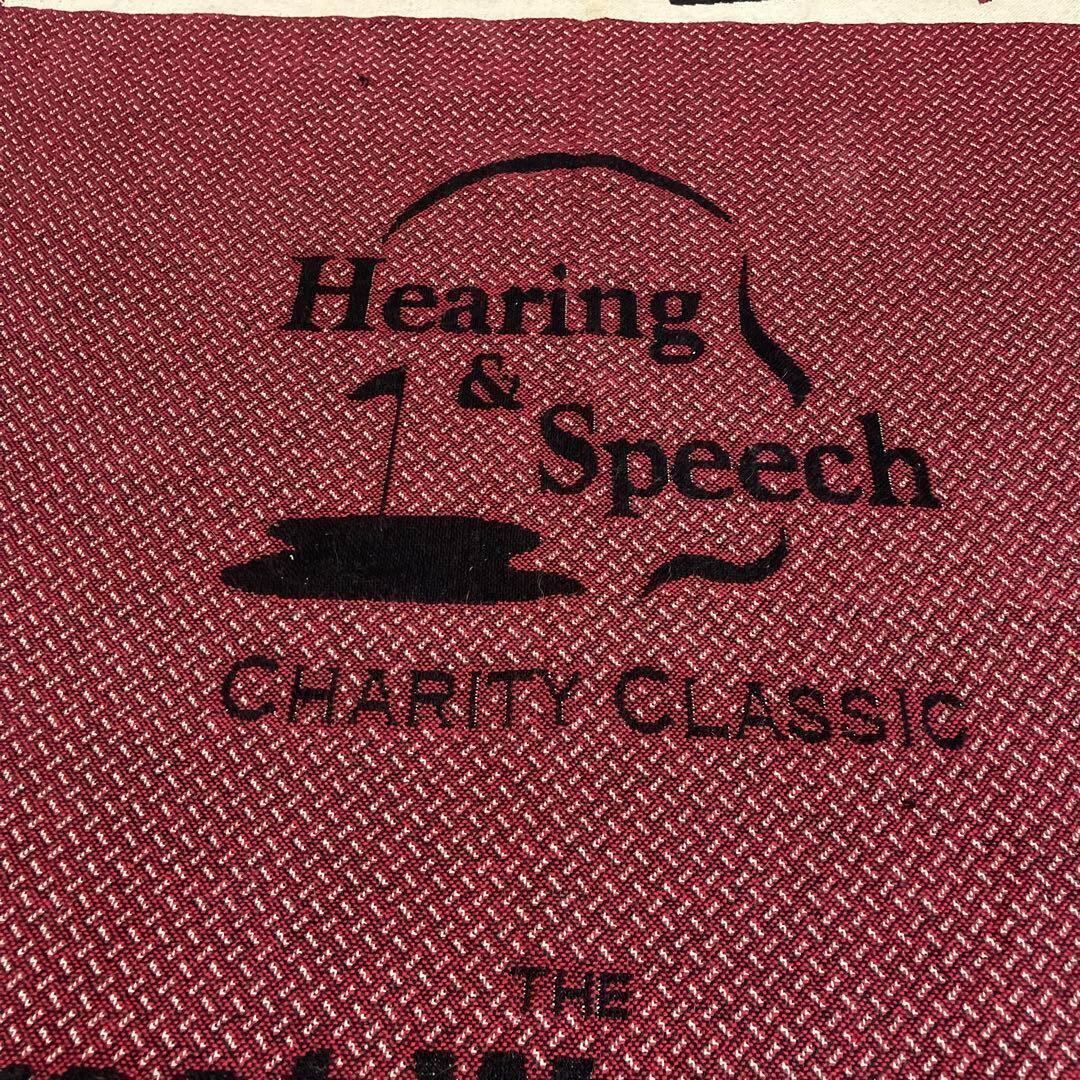 Hearing
&
Speech
CHARITY CLASSIC
THE